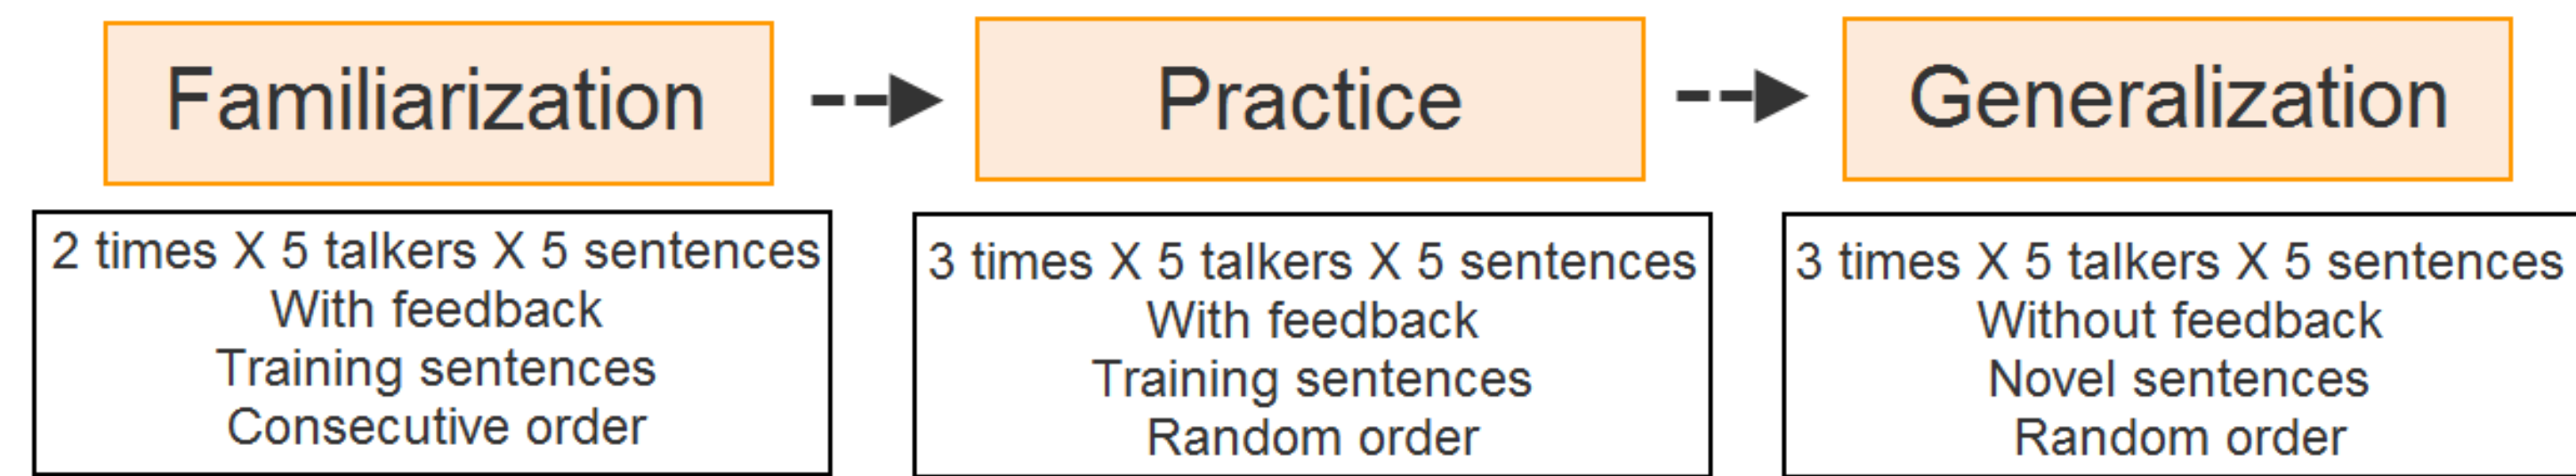 Familiarization
2 times X 5 talkers X 5 sentences
With feedback
Training sentences
Consecutive order
Practice
3 times X 5 talkers X 5 sentences
With feedback
Training sentences
Random order
Generalization
3 times X 5 talkers X 5 sentences
Without feedback
Novel sentences
Random order